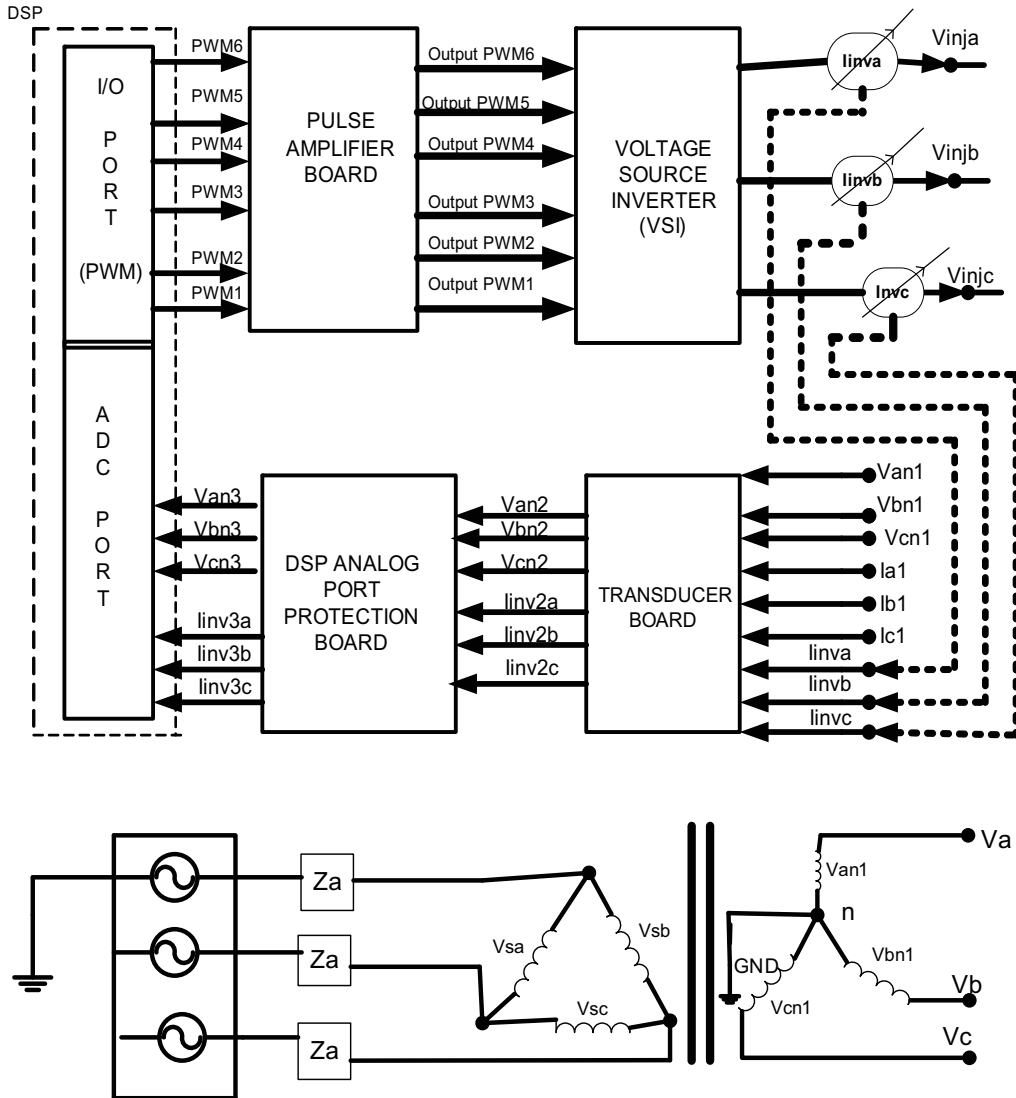 DSP
I/O
P
O
R
T
(PWM)
A
D
C
P
O
R
T
PWM6
PWM5
PWM4
PWM3
PWM2
PWM1
PULSE
AMPLIFIER
BOARD
Output PWM6
Output PWM5
Output PWM4
Output PWM3
Output PWM2
Output PWM1
VOLTAGE
SOURCE
INVERTER
(VSI)
Iinva
Vinja
Iinvb
Vinjb
Invc
Vinjc
Van3
Vbn3
Vcn3
Iinv3a
Iinv3b
Iinv3c
DSP ANALOG
PORT
PROTECTION
BOARD
Van2
Vbn2
Vcn2
Iinv2a
Iinv2b
Iinv2c
TRANSDUCER
BOARD
Van1
Vbn1
Vcn1
Ia1
Ib1
Ic1
Iinva
Iinvb
Iinvc
Za
Za
Za
Vsa
Vsb
Vsc
Va
Van1
n
Vbn1
GND
Vcn1
Vb
Vc